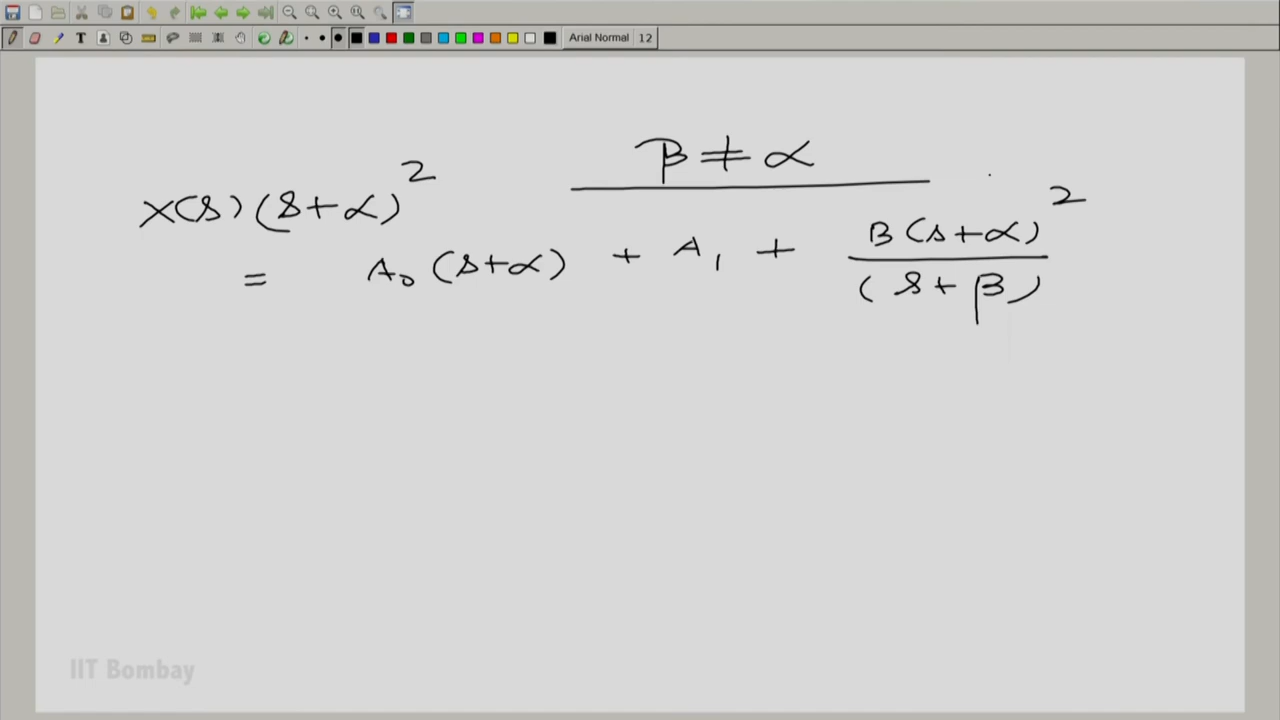 Arial Normal 12
β ≠ α
X(s)(s+α)²
= A₀(s+α) + A₁ + B(s+α)² / (s+β)
IIT Bombay